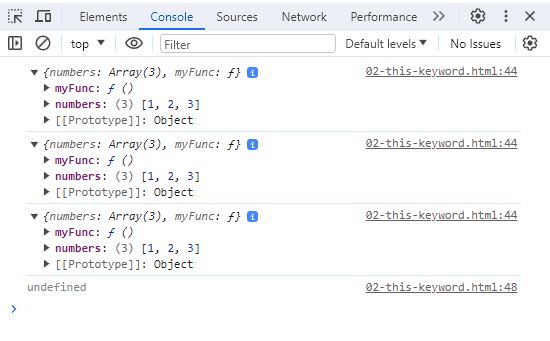 Elements Console Sources Network Performance
top Filter Default levels No Issues
{numbers: Array(3), myFunc: ƒ} i 02-this-keyword.html:44
myFunc: ƒ ()
numbers: (3) [1, 2, 3]
[[Prototype]]: Object
{numbers: Array(3), myFunc: ƒ} i 02-this-keyword.html:44
myFunc: ƒ ()
numbers: (3) [1, 2, 3]
[[Prototype]]: Object
{numbers: Array(3), myFunc: ƒ} i 02-this-keyword.html:44
myFunc: ƒ ()
numbers: (3) [1, 2, 3]
[[Prototype]]: Object
undefined 02-this-keyword.html:48